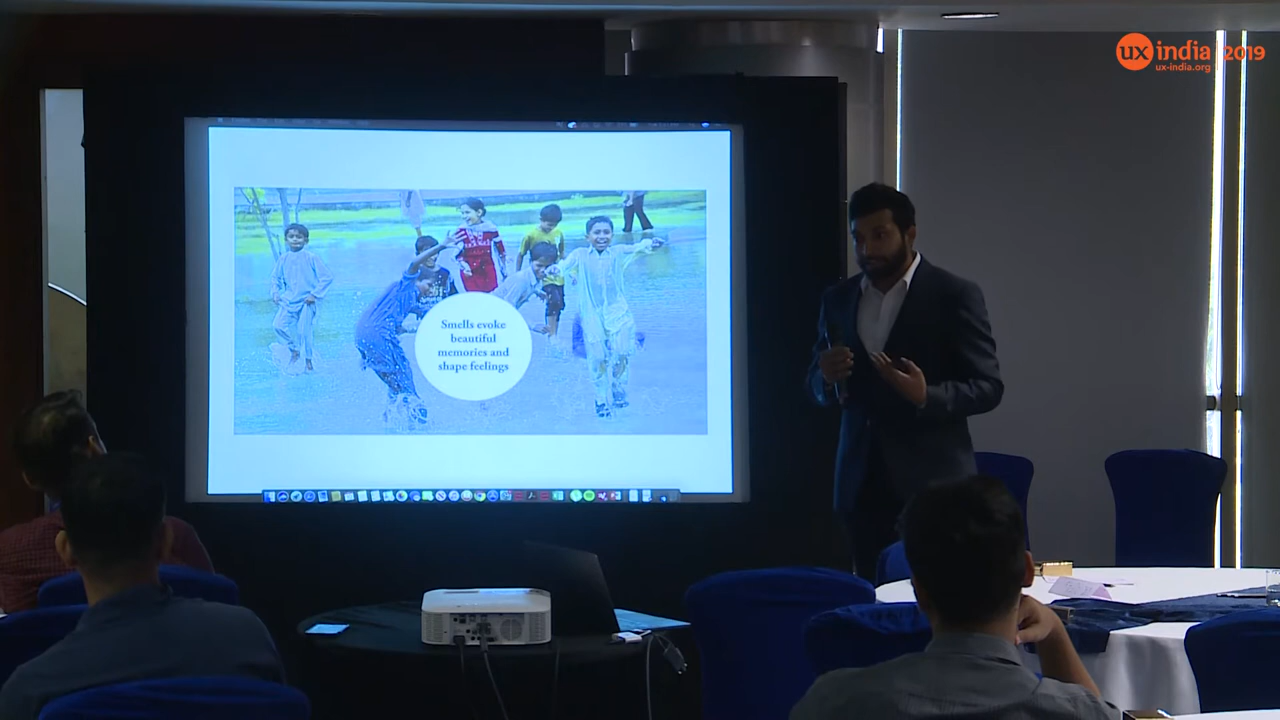 ux india 2019
ux-india.org
Smells evoke
beautiful
memories and
shape feelings